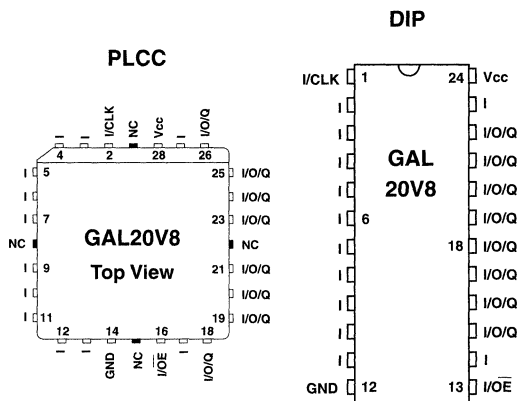 DIP
PLCC
I/CLK 1 24 Vcc
I I
I I/O/Q
I I/O/Q
I I/O/Q
I 6 I/O/Q
I 18 I/O/Q
I I/O/Q
I I/O/Q
I I/O/Q
I I
GND 12 13 I/OE
GAL
20V8
I I I/CLK NC Vcc I I/O/Q
4 2 28 26
I 5 25 I/O/Q
I I/O/Q
I 7 23 I/O/Q
NC NC
I 9 21 I/O/Q
I I/O/Q
I 11 19 I/O/Q
GAL20V8
Top View
12 14 16 18
I I GND NC I/OE I I/O/Q